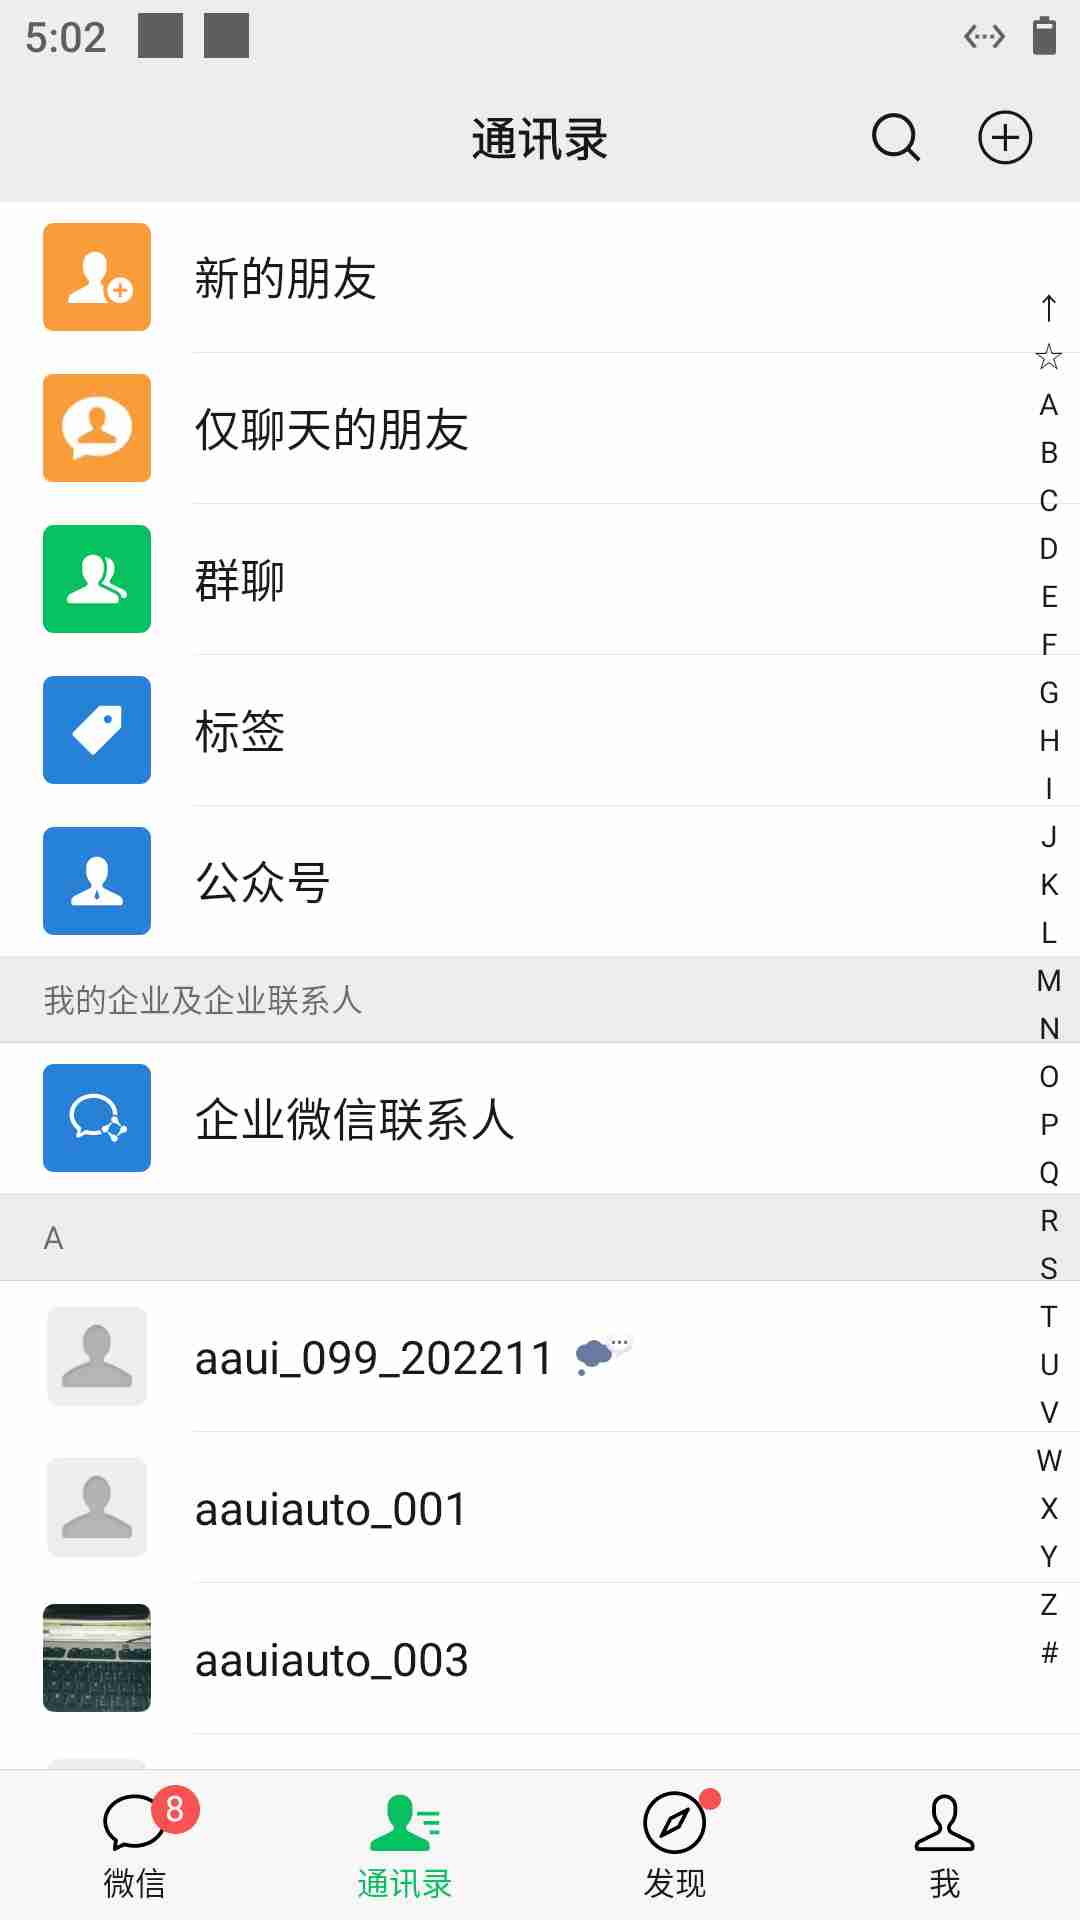 5:02
通讯录
新的朋友
仅聊天的朋友
群聊
标签
公众号
我的企业及企业联系人
企业微信联系人
A
aaui_099_202211
aauiauto_001
aauiauto_003
↑
☆
A
B
C
D
E
F
G
H
I
J
K
L
M
N
O
P
Q
R
S
T
U
V
W
X
Y
Z
#
8
微信
通讯录
发现
我